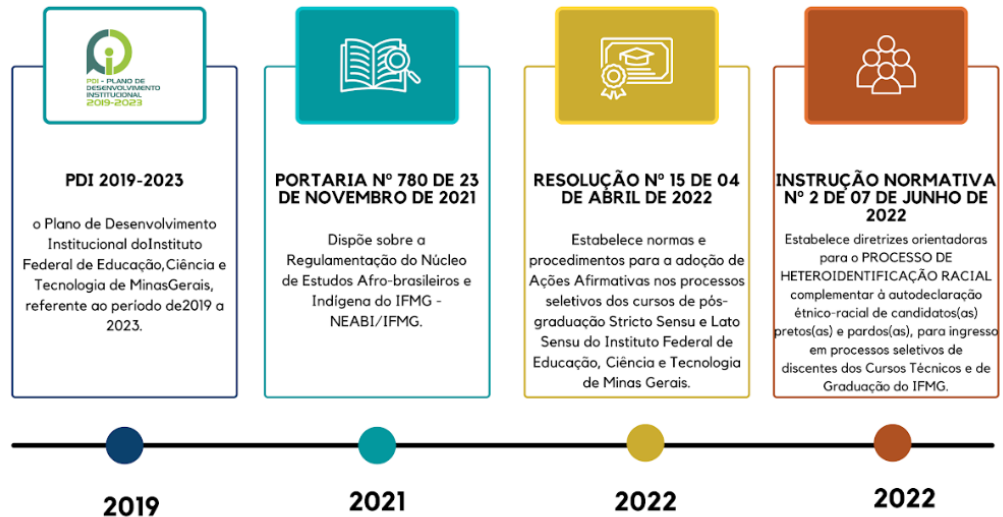 PDI - PLANO DE
DESENVOLVIMENTO
INSTITUCIONAL
2019-2023
PDI 2019-2023
o Plano de Desenvolvimento
Institucional doInstituto
Federal de Educação,Ciência e
Tecnologia de MinasGerais,
referente ao período de2019 a
2023.
PORTARIA Nº 780 DE 23
DE NOVEMBRO DE 2021
Dispõe sobre a
Regulamentação do Núcleo
de Estudos Afro-brasileiros e
Indígena do IFMG -
NEABI/IFMG.
RESOLUÇÃO Nº 15 DE 04
DE ABRIL DE 2022
Estabelece normas e
procedimentos para a adoção de
Ações Afirmativas nos processos
seletivos dos cursos de pós-
graduação Stricto Sensu e Lato
Sensu do Instituto Federal de
Educação, Ciência e Tecnologia
de Minas Gerais.
INSTRUÇÃO NORMATIVA
Nº 2 DE 07 DE JUNHO DE
2022
Estabelece diretrizes orientadoras
para o PROCESSO DE
HETEROIDENTIFICAÇÃO RACIAL
complementar à autodeclaração
étnico-racial de candidatos(as)
pretos(as) e pardos(as), para ingresso
em processos seletivos de
discentes dos Cursos Técnicos e de
Graduação do IFMG.
2019
2021
2022
2022